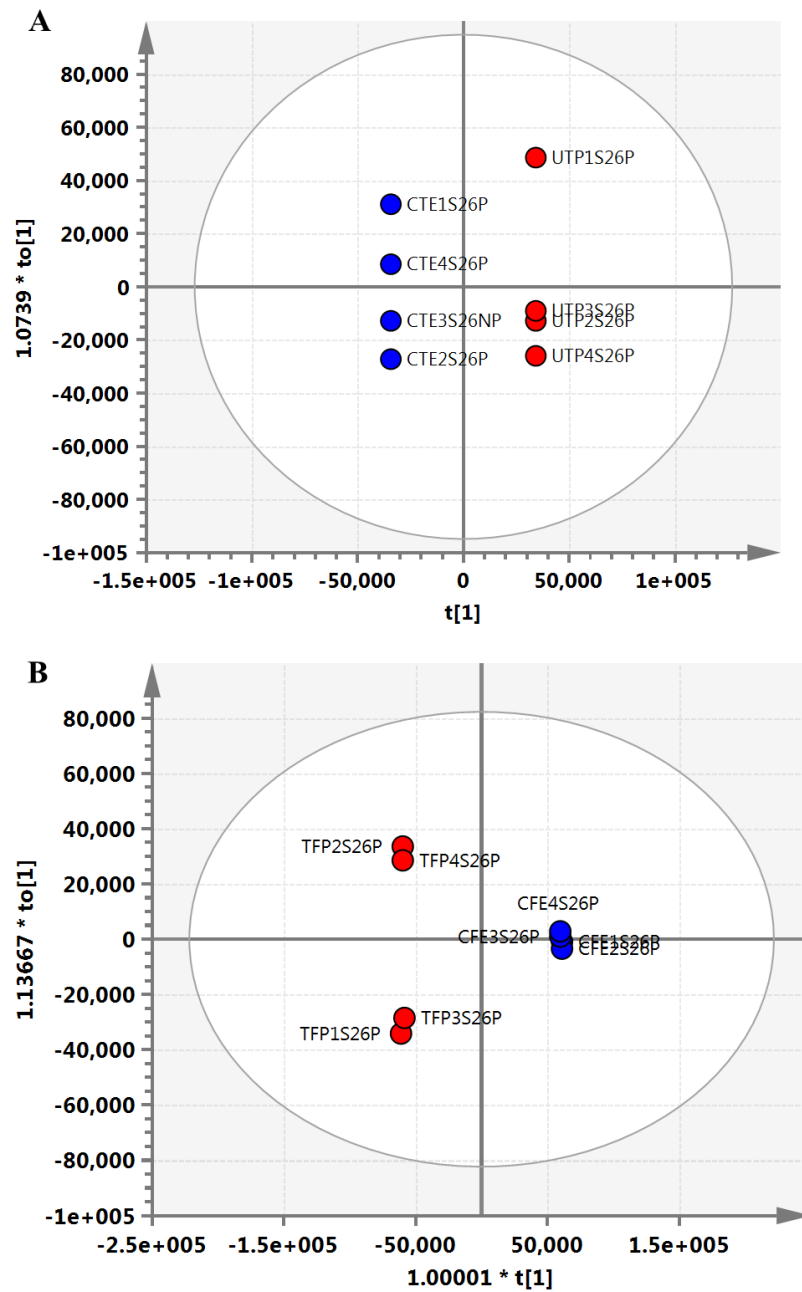 A
80,000
60,000
40,000
20,000
0
-20,000
-40,000
-60,000
-80,000
-1e+005
1.0739 * to[1]
UTP1S26P
CTE1S26P
CTE4S26P
UTP3S26P
CTE3S26NP
UTP2S26P
CTE2S26P
UTP4S26P
-1.5e+005 -1e+005 -50,000 0 50,000 1e+005
t[1]
B
80,000
60,000
40,000
20,000
0
-20,000
-40,000
-60,000
-80,000
-1e+005
1.13667 * to[1]
TFP2S26P
TFP4S26P
CFE4S26P
CFE3S26P
CFE1S26P
CFE2S26P
TFP3S26P
TFP1S26P
-2.5e+005 -1.5e+005 -50,000 50,000 1.5e+005
1.00001 * t[1]